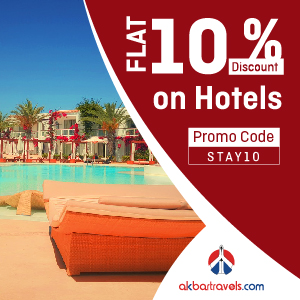 FLAT
10%
Discount
on Hotels
Promo Code
STAY10
akbartravels.com